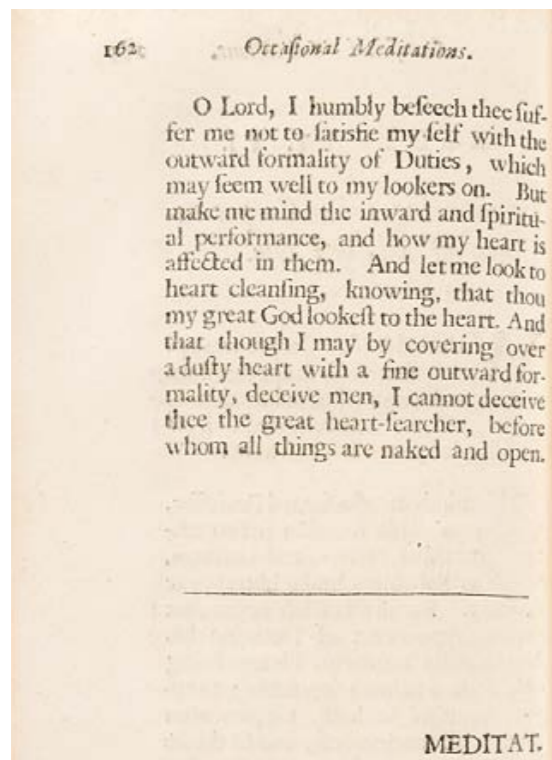 162 Occaſional Meditations.
O Lord, I humbly beſeech thee ſuf-
fer me not to ſatisfie my ſelf with the
outward formality of Duties, which
may ſeem well to my lookers on. But
make me mind the inward and ſpiritu-
al performance, and how my heart is
affected in them. And let me look to
heart cleanſing, knowing, that thou
my great God lookeſt to the heart. And
that though I may by covering over
a duſty heart with a fine outward for-
mality, deceive men, I cannot deceive
thee the great heart-ſearcher, before
whom all things are naked and open.
MEDITAT.